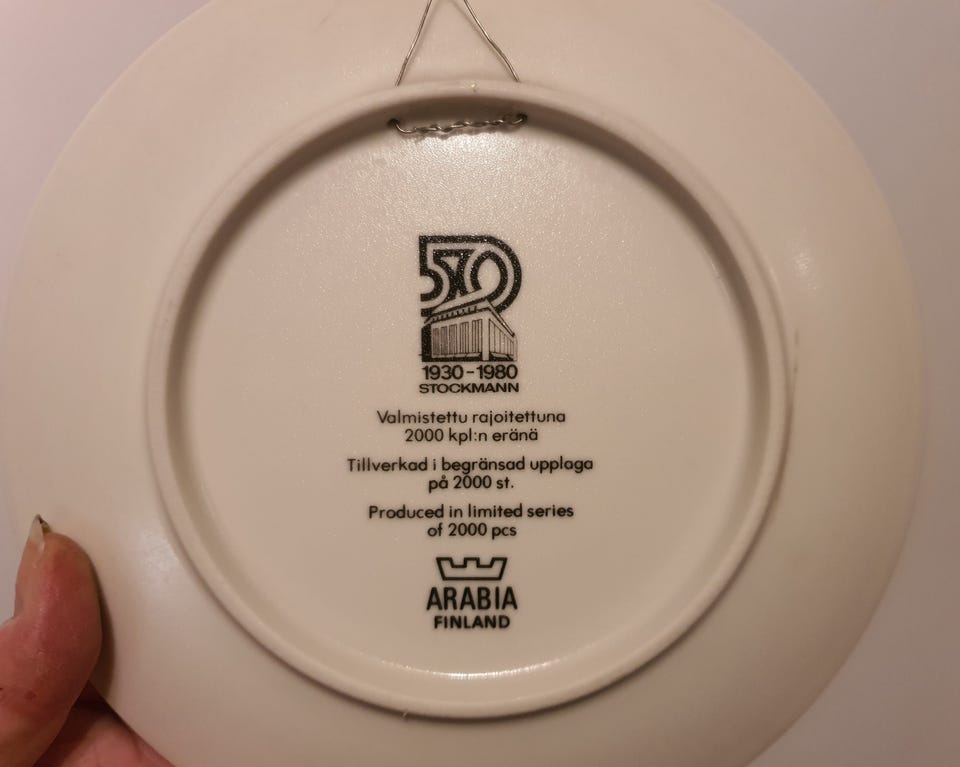 50
1930-1980
STOCKMANN
Valmistettu rajoitettuna
2000 kpl:n eränä
Tillverkad i begränsad upplaga
på 2000 st.
Produced in limited series
of 2000 pcs
ARABIA
FINLAND